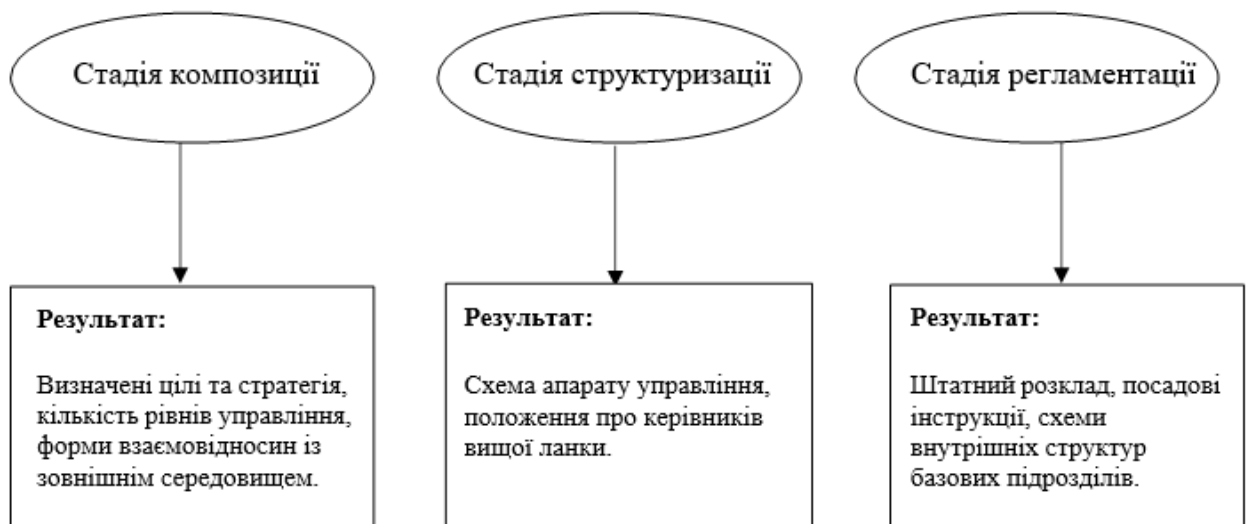 Стадія композиції
Стадія структуризації
Стадія регламентації
Результат:
Визначені цілі та стратегія,
кількість рівнів управління,
форми взаємовідносин із
зовнішнім середовищем.
Результат:
Схема апарату управління,
положення про керівників
вищої ланки.
Результат:
Штатний розклад, посадові
інструкції, схеми
внутрішніх структур
базових підрозділів.